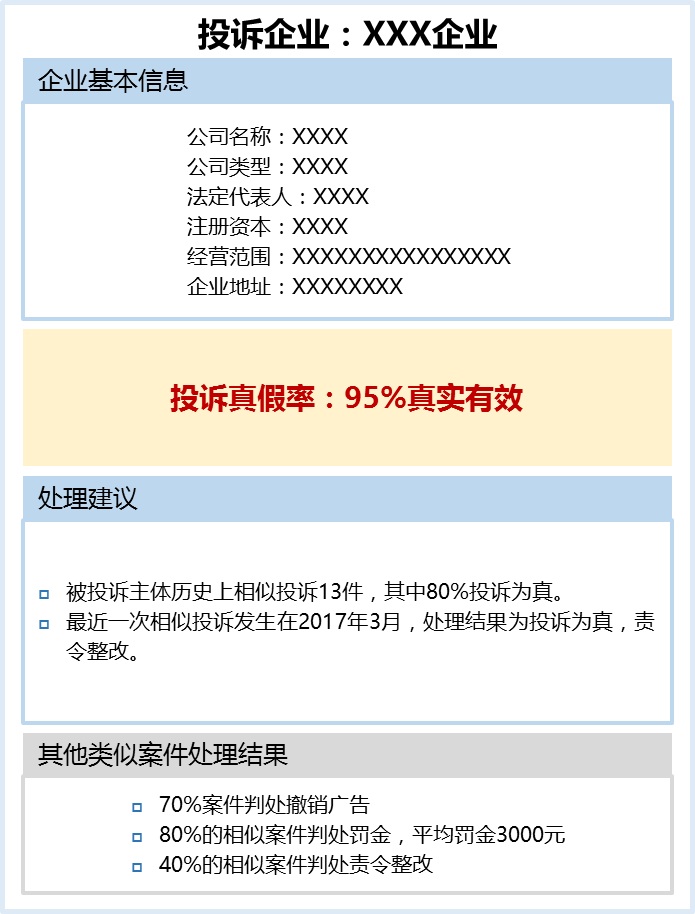 投诉企业：XXX企业
企业基本信息
公司名称：XXXX
公司类型：XXXX
法定代表人：XXXX
注册资本：XXXX
经营范围：XXXXXXXXXXXXXXXX
企业地址：XXXXXXXX
投诉真假率：95%真实有效
处理建议
被投诉主体历史上相似投诉13件，其中80%投诉为真。
最近一次相似投诉发生在2017年3月，处理结果为投诉为真，责
令整改。
其他类似案件处理结果
70%案件判处撤销广告
80%的相似案件判处罚金，平均罚金3000元
40%的相似案件判处责令整改